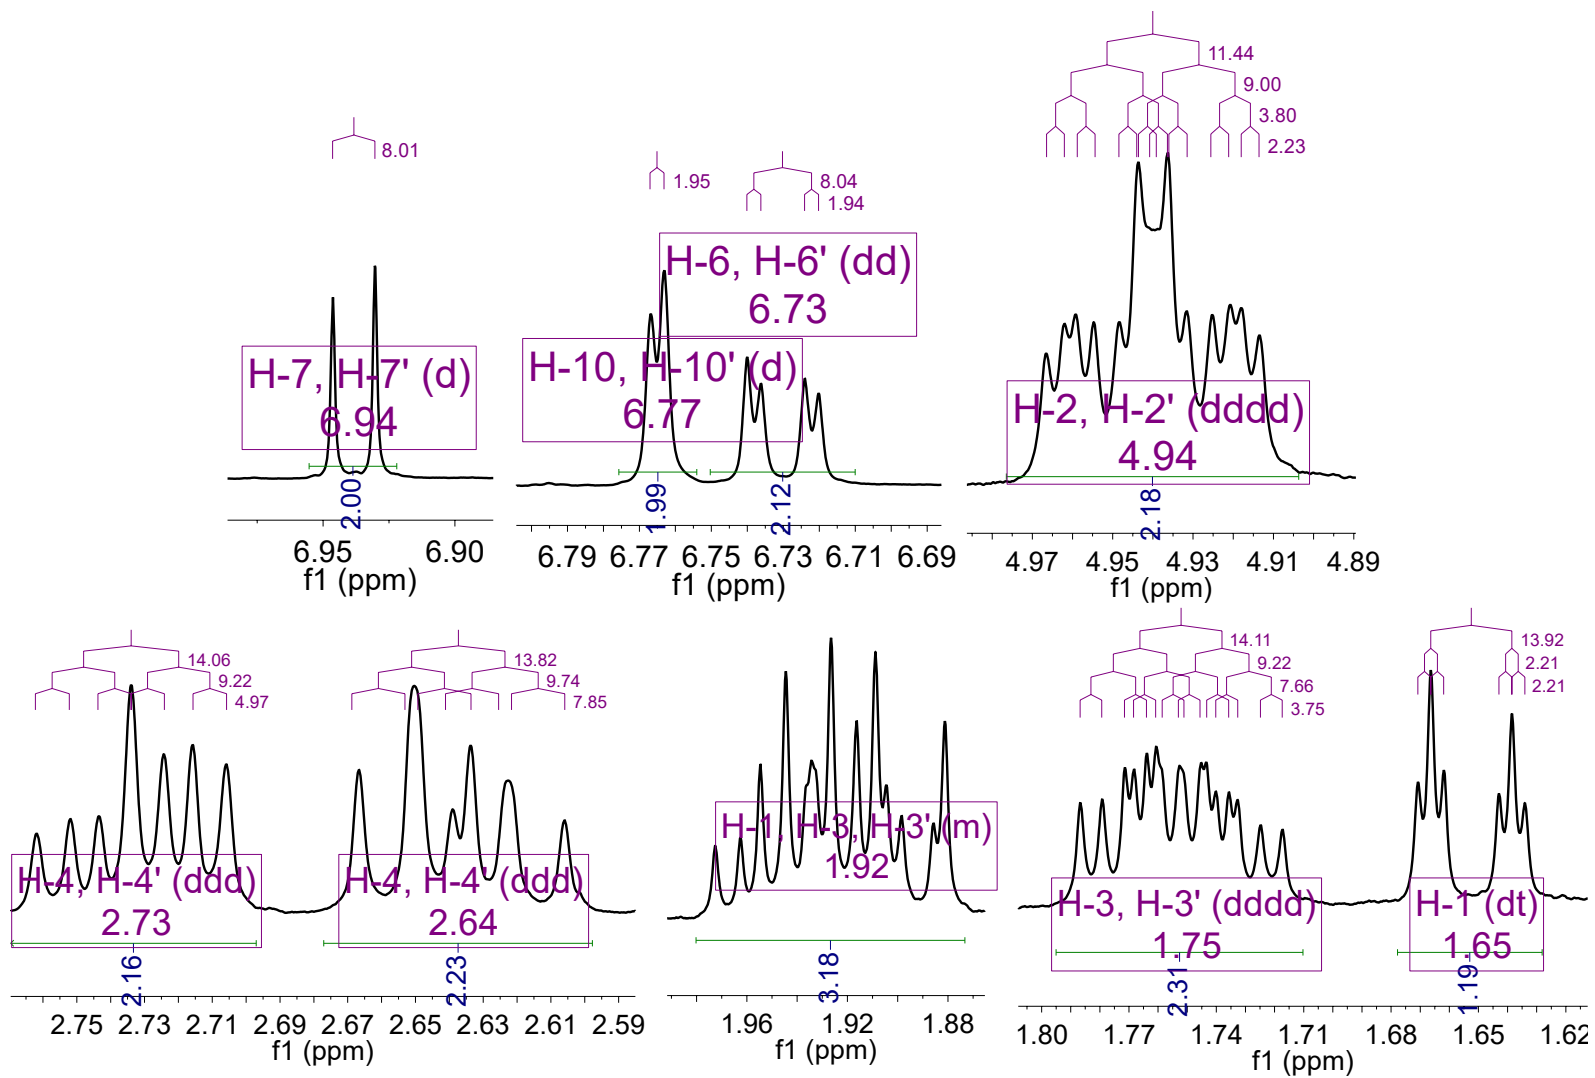 11.44
9.00
3.80
2.23
8.01
1.95
8.04
1.94
H-7, H-7' (d)
6.94
H-6, H-6' (dd)
6.73
H-10, H-10' (d)
6.77
H-2, H-2' (dddd)
4.94
2.00
1.99
2.12
2.18
6.95 6.90
f1 (ppm)
6.79 6.77 6.75 6.73 6.71 6.69
f1 (ppm)
4.97 4.95 4.93 4.91 4.89
f1 (ppm)
14.06
9.22
4.97
13.82
9.74
7.85
14.11
9.22
7.66
3.75
13.92
2.21
2.21
H-4, H-4' (ddd)
2.73
H-4, H-4' (ddd)
2.64
H-1, H-3, H-3' (m)
1.92
H-3, H-3' (dddd)
1.75
H-1 (dt)
1.65
2.16
2.23
3.18
2.31
1.19
2.75 2.73 2.71 2.69 2.67 2.65 2.63 2.61 2.59
f1 (ppm)
1.96 1.92 1.88
f1 (ppm)
1.80 1.77 1.74 1.71 1.68 1.65 1.62
f1 (ppm)